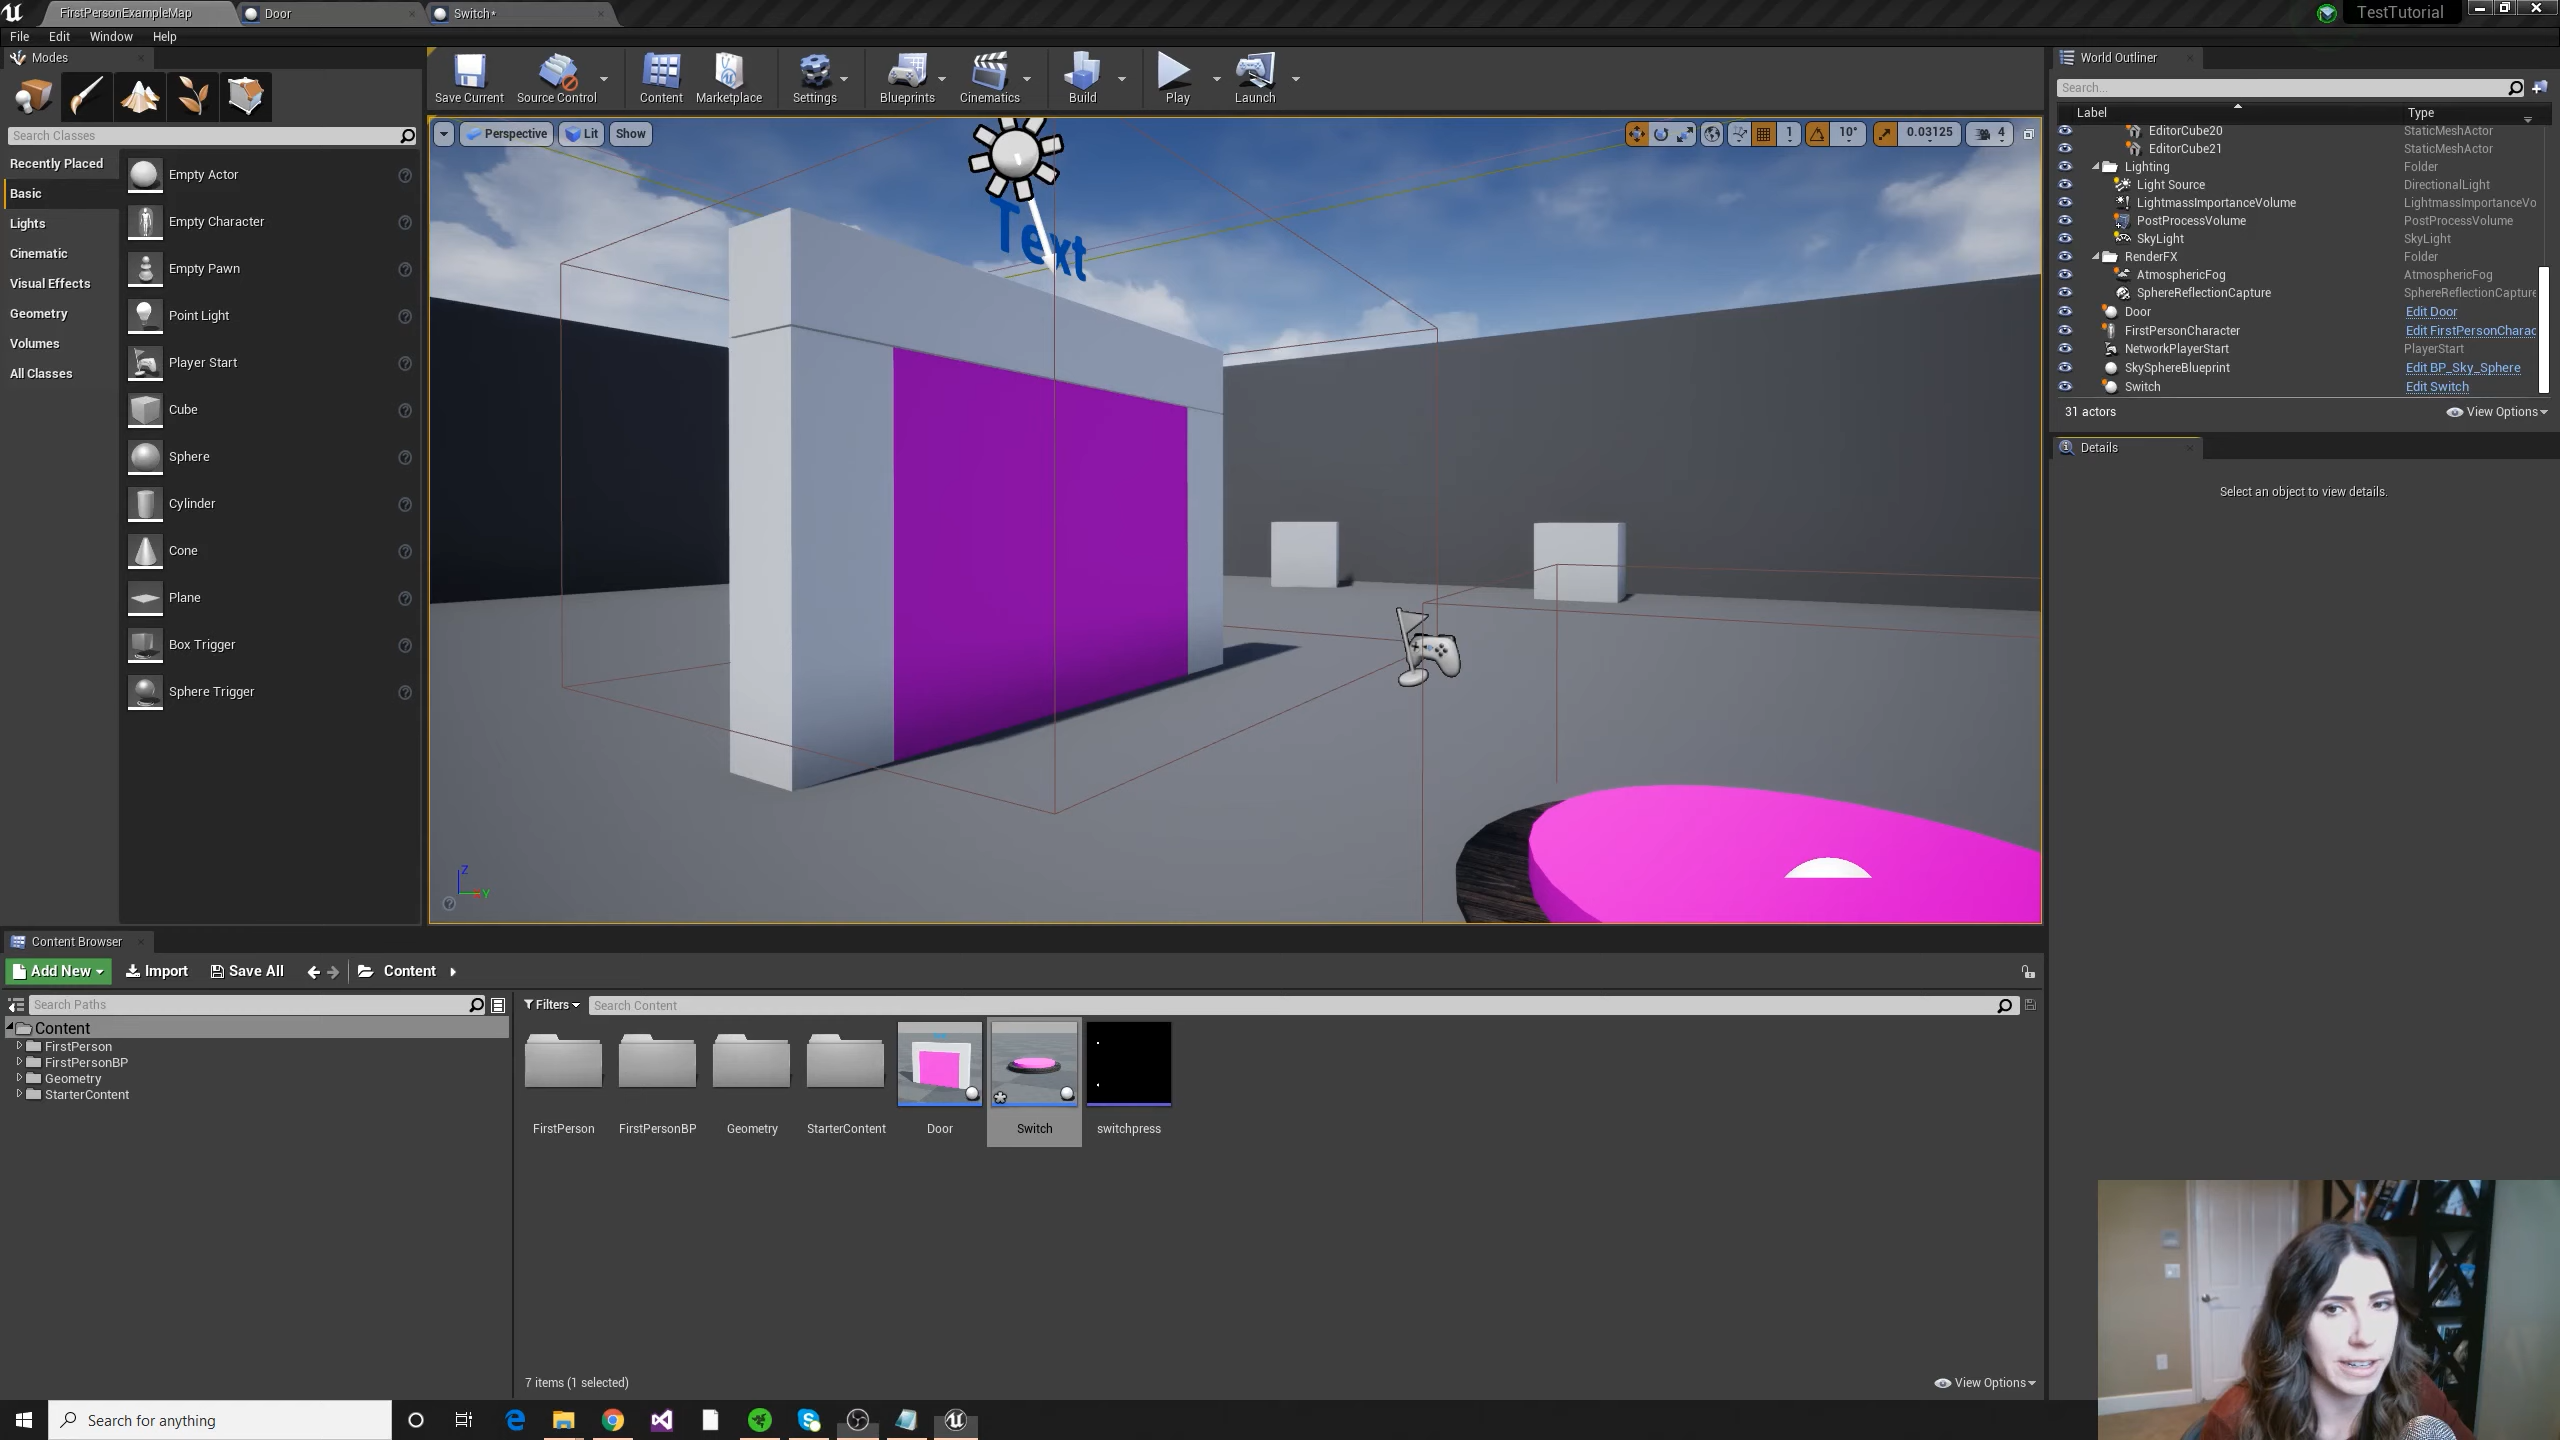 FirstPersonExampleMap
Door
Switch*
TestTutorial
File Edit Window Help
Modes
World Outliner
Save Current
Source Control
Content
Marketplace
Settings
Blueprints
Cinematics
Build
Play
Launch
Search...
Label Type
Search Classes
Perspective
Lit
Show
1
10°
0.03125
4
Recently Placed
Basic
Lights
Cinematic
Visual Effects
Geometry
Volumes
All Classes
Empty Actor
Empty Character
Empty Pawn
Point Light
Player Start
Cube
Sphere
Cylinder
Cone
Plane
Box Trigger
Sphere Trigger
Text
Z
Y
EditorCube20 StaticMeshActor
EditorCube21 StaticMeshActor
Lighting Folder
Light Source DirectionalLight
LightmassImportanceVolume LightmassImportanceVo
PostProcessVolume PostProcessVolume
SkyLight SkyLight
RenderFX Folder
AtmosphericFog AtmosphericFog
SphereReflectionCapture SphereReflectionCapture
Door Edit Door
FirstPersonCharacter Edit FirstPersonCharac
NetworkPlayerStart PlayerStart
SkySphereBlueprint Edit BP_Sky_Sphere
Switch Edit Switch
31 actors
View Options
Details
Select an object to view details.
Content Browser
Add New
Import
Save All
Content
Search Paths
Filters
Search Content
Content
FirstPerson
FirstPersonBP
Geometry
StarterContent
FirstPerson
FirstPersonBP
Geometry
StarterContent
Door
Switch
switchpress
7 items (1 selected)
View Options
Search for anything